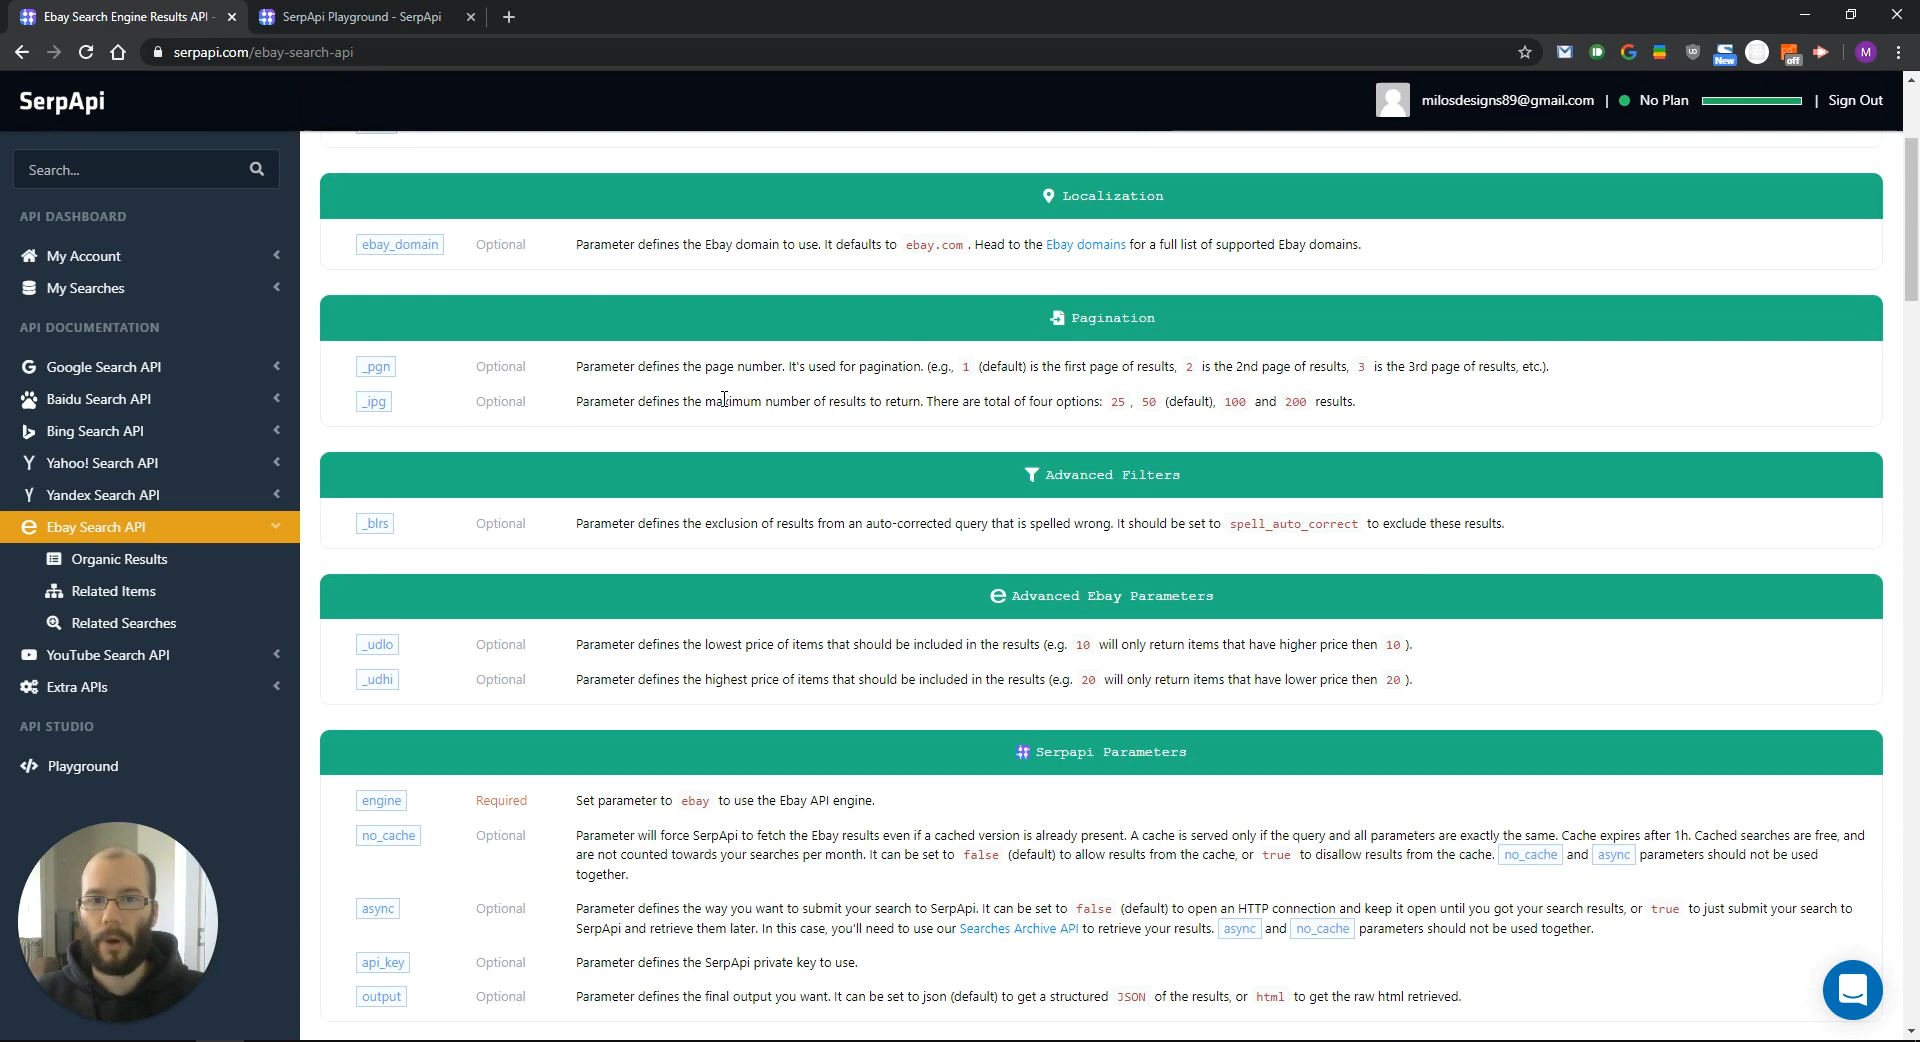 Ebay Search Engine Results API -
SerpApi Playground - SerpApi
serpapi.com/ebay-search-api
New
off
M
SerpApi
milosdesigns89@gmail.com | No Plan | Sign Out
Search...
API DASHBOARD
My Account
My Searches
API DOCUMENTATION
Google Search API
Baidu Search API
Bing Search API
Yahoo! Search API
Yandex Search API
Ebay Search API
Organic Results
Related Items
Related Searches
YouTube Search API
Extra APIs
API STUDIO
Playground
Localization
ebay_domain Optional Parameter defines the Ebay domain to use. It defaults to ebay.com . Head to the Ebay domains for a full list of supported Ebay domains.
Pagination
_pgn Optional Parameter defines the page number. It's used for pagination. (e.g., 1 (default) is the first page of results, 2 is the 2nd page of results, 3 is the 3rd page of results, etc.).
_ipg Optional Parameter defines the maximum number of results to return. There are total of four options: 25 , 50 (default), 100 and 200 results.
Advanced Filters
_blrs Optional Parameter defines the exclusion of results from an auto-corrected query that is spelled wrong. It should be set to spell_auto_correct to exclude these results.
Advanced Ebay Parameters
_udlo Optional Parameter defines the lowest price of items that should be included in the results (e.g. 10 will only return items that have higher price then 10 ).
_udhi Optional Parameter defines the highest price of items that should be included in the results (e.g. 20 will only return items that have lower price then 20 ).
Serpapi Parameters
engine Required Set parameter to ebay to use the Ebay API engine.
no_cache Optional Parameter will force SerpApi to fetch the Ebay results even if a cached version is already present. A cache is served only if the query and all parameters are exactly the same. Cache expires after 1h. Cached searches are free, and
are not counted towards your searches per month. It can be set to false (default) to allow results from the cache, or true to disallow results from the cache. no_cache and async parameters should not be used
together.
async Optional Parameter defines the way you want to submit your search to SerpApi. It can be set to false (default) to open an HTTP connection and keep it open until you got your search results, or true to just submit your search to
SerpApi and retrieve them later. In this case, you'll need to use our Searches Archive API to retrieve your results. async and no_cache parameters should not be used together.
api_key Optional Parameter defines the SerpApi private key to use.
output Optional Parameter defines the final output you want. It can be set to json (default) to get a structured JSON of the results, or html to get the raw html retrieved.